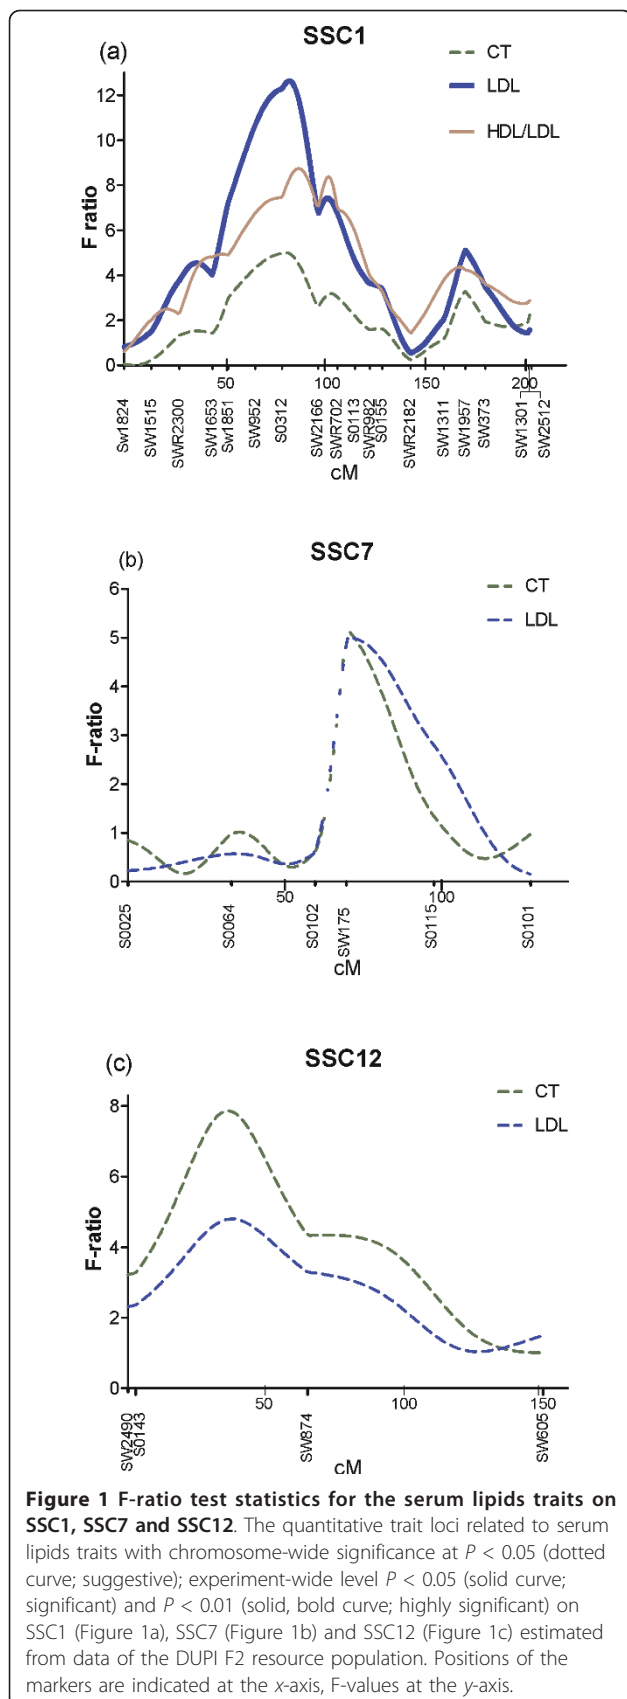 SSC1
(a)
CT
LDL
HDL/LDL
F ratio
12
10
8
6
4
2
0
50
100
150
200
Sw1824
SW1515
SWR2300
SW1653
Sw1851
SW952
S0312
SW2166
SWR702
S0113
SWR982
S0155
SWR2182
SW1311
SW1957
SW373
SW1301
SW2512
cM
SSC7
(b)
CT
LDL
F-ratio
6
5
4
3
2
1
0
50
100
S0025
S0064
S0102
SW175
S0115
S0101
cM
SSC12
(c)
CT
LDL
F-ratio
8
6
4
2
0
50
100
150
SW2490
S0143
SW874
SW605
cM
Figure 1 F-ratio test statistics for the serum lipids traits on
SSC1, SSC7 and SSC12. The quantitative trait loci related to serum
lipids traits with chromosome-wide significance at P < 0.05 (dotted
curve; suggestive); experiment-wide level P < 0.05 (solid curve;
significant) and P < 0.01 (solid, bold curve; highly significant) on
SSC1 (Figure 1a), SSC7 (Figure 1b) and SSC12 (Figure 1c) estimated
from data of the DUPI F2 resource population. Positions of the
markers are indicated at the x-axis, F-values at the y-axis.